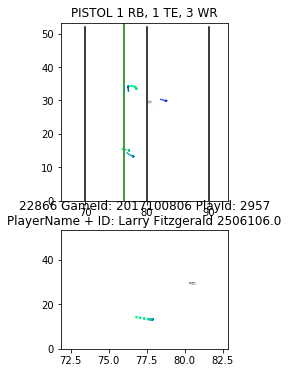 PISTOL 1 RB, 1 TE, 3 WR
50
40
30
20
10
0
70 80 90
22866 GameId: 2017100806 PlayId: 2957
PlayerName + ID: Larry Fitzgerald 2506106.0
40
20
0
72.5 75.0 77.5 80.0 82.5